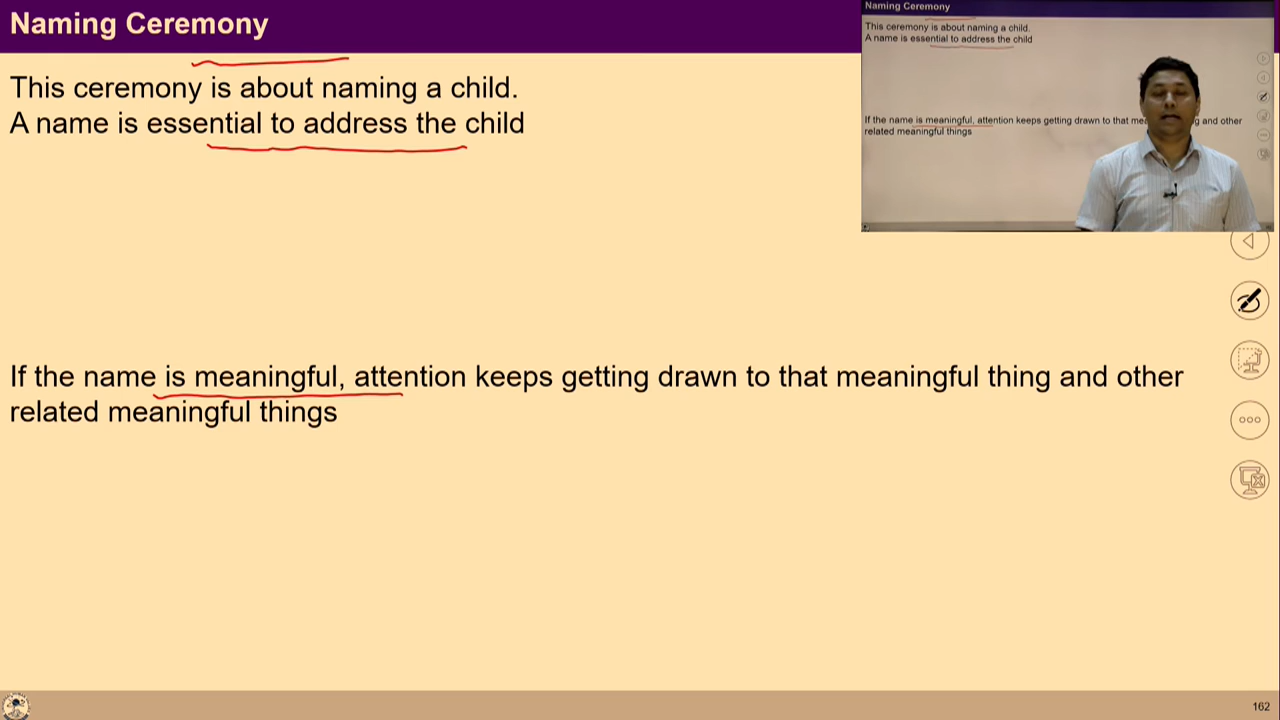 Naming Ceremony
This ceremony is about naming a child.
A name is essential to address the child
If the name is meaningful, attention keeps getting drawn to that meaningful thing and other
related meaningful things
162
Naming Ceremony
This ceremony is about naming a child.
A name is essential to address the child
If the name is meaningful, attention keeps getting drawn to that and other
related meaningful things